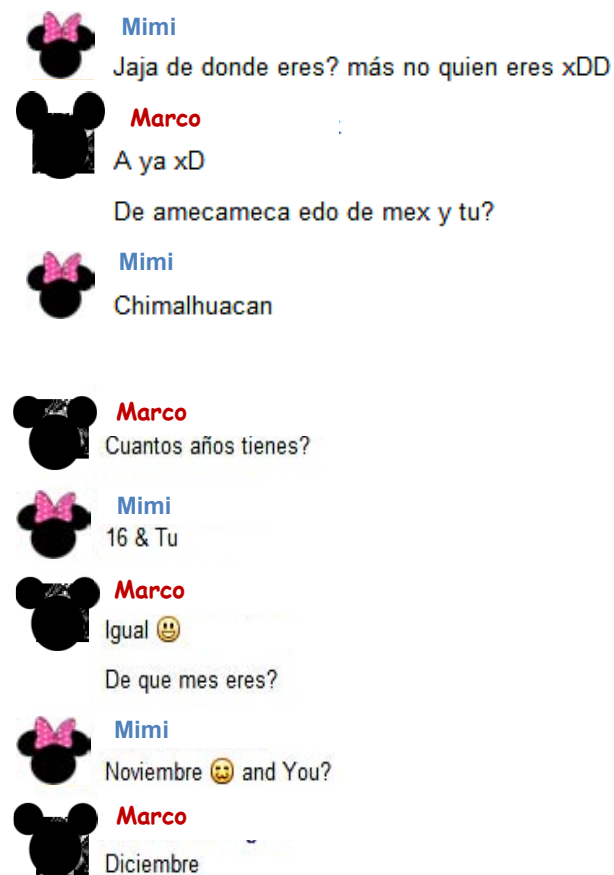 Mimi
Jaja de donde eres? más no quien eres xDD
Marco
A ya xD
De amecameca edo de mex y tu?
Mimi
Chimalhuacan
Marco
Cuantos años tienes?
Mimi
16 & Tu
Marco
Igual 😃
De que mes eres?
Mimi
Noviembre 😛 and You?
Marco
Diciembre